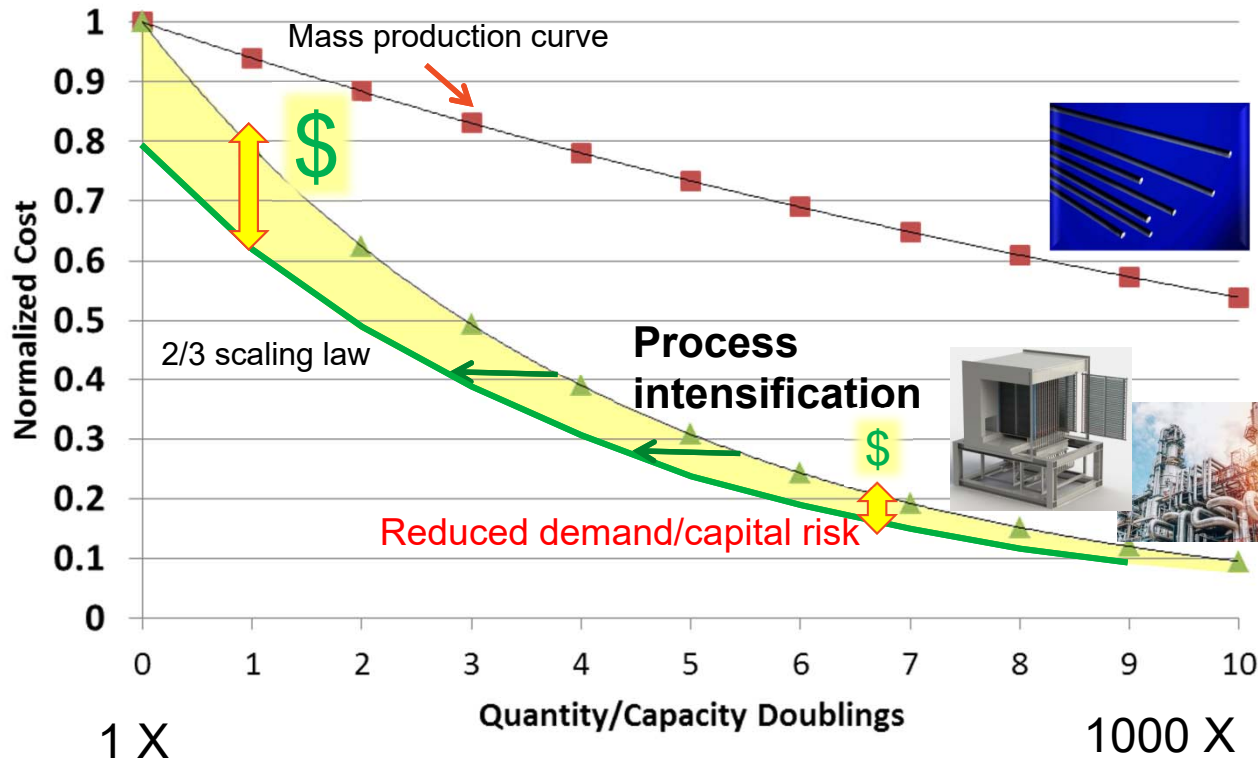 1
0.9
0.8
0.7
0.6
0.5
0.4
0.3
0.2
0.1
0
Normalized Cost
Mass production curve
$
2/3 scaling law
Process
intensification
$
Reduced demand/capital risk
0 1 2 3 4 5 6 7 8 9 10
Quantity/Capacity Doublings
1 X
1000 X